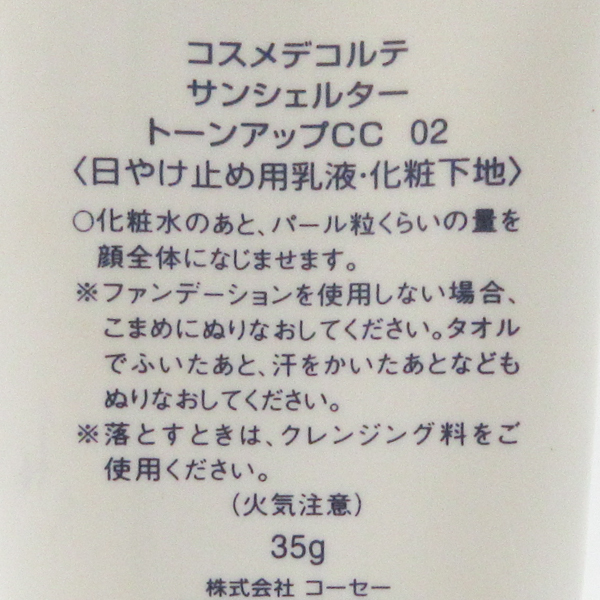 コスメデコルテ
サンシェルター
トーンアップCC 02
〈日やけ止め用乳液・化粧下地〉
○化粧水のあと、パール粒くらいの量を
顔全体になじませます。
※ファンデーションを使用しない場合、
こまめにぬりなおしてください。タオル
でふいたあと、汗をかいたあとなども
ぬりなおしてください。
※落とすときは、クレンジング料をご
使用ください。
(火気注意)
35g
株式会社 コーセー